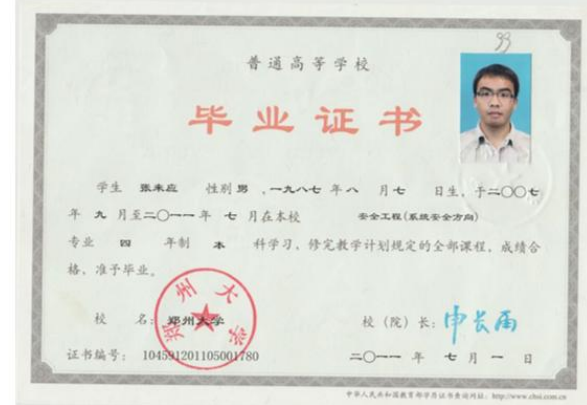 99
普通高等学校
毕业证书
学生 张来应 性别 男 ，一九八七 年 八 月 七 日生，于二〇〇七
年 九 月至二〇一一 年 七 月在本校 安全工程(系统安全方向)
专业 四 年制 本 科学习，修完教学计划规定的全部课程，成绩合
格，准予毕业。
校 名：郑州大学 校（院）长：申长雨
郑州大学
证书编号：104591201105001780 二〇一一 年 七 月 一 日
中华人民共和国教育部学历证书查询网址：http://www.chsi.com.cn